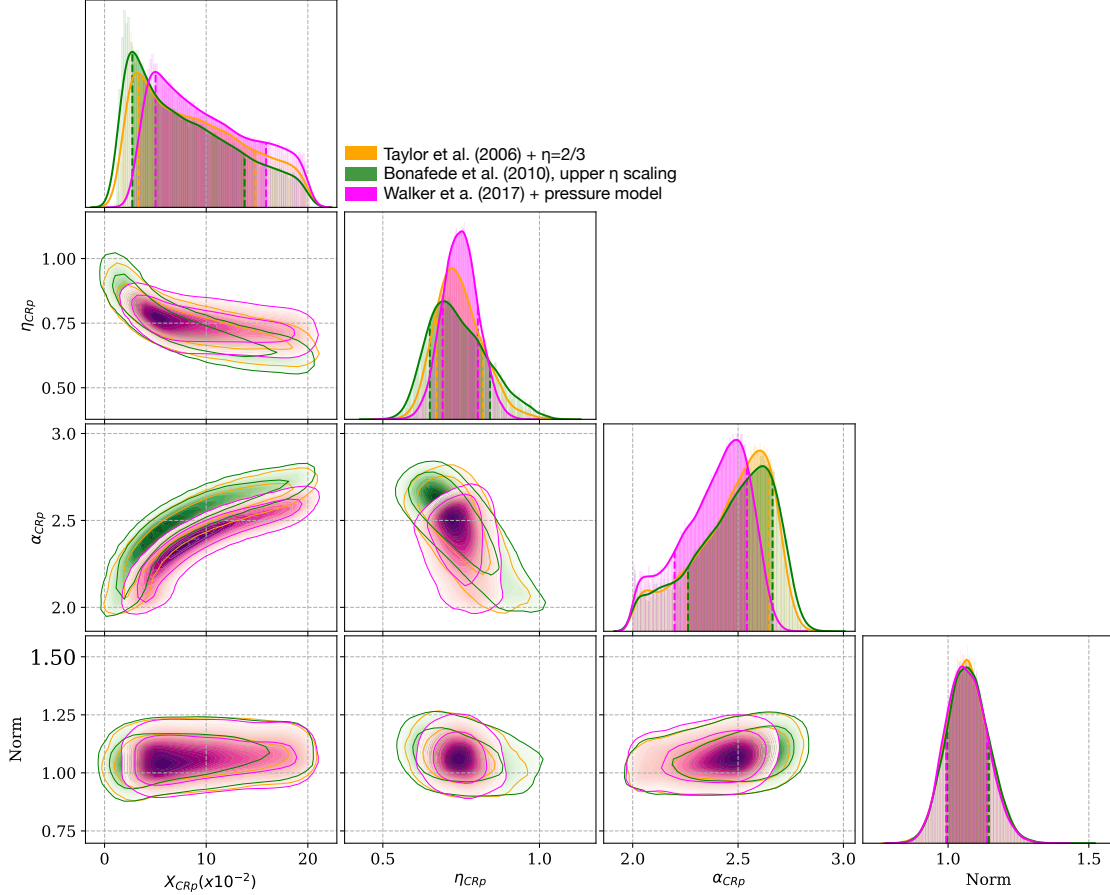 Taylor et al. (2006) + η=2/3
Bonafede et al. (2010), upper η scaling
Walker et a. (2017) + pressure model
1.00
0.75
0.50
η_CRp
3.0
2.5
2.0
α_CRp
1.50
1.25
1.00
0.75
Norm
0 10 20
X_CRp(x10⁻²)
0.5 1.0
η_CRp
2.0 2.5 3.0
α_CRp
1.0 1.5
Norm